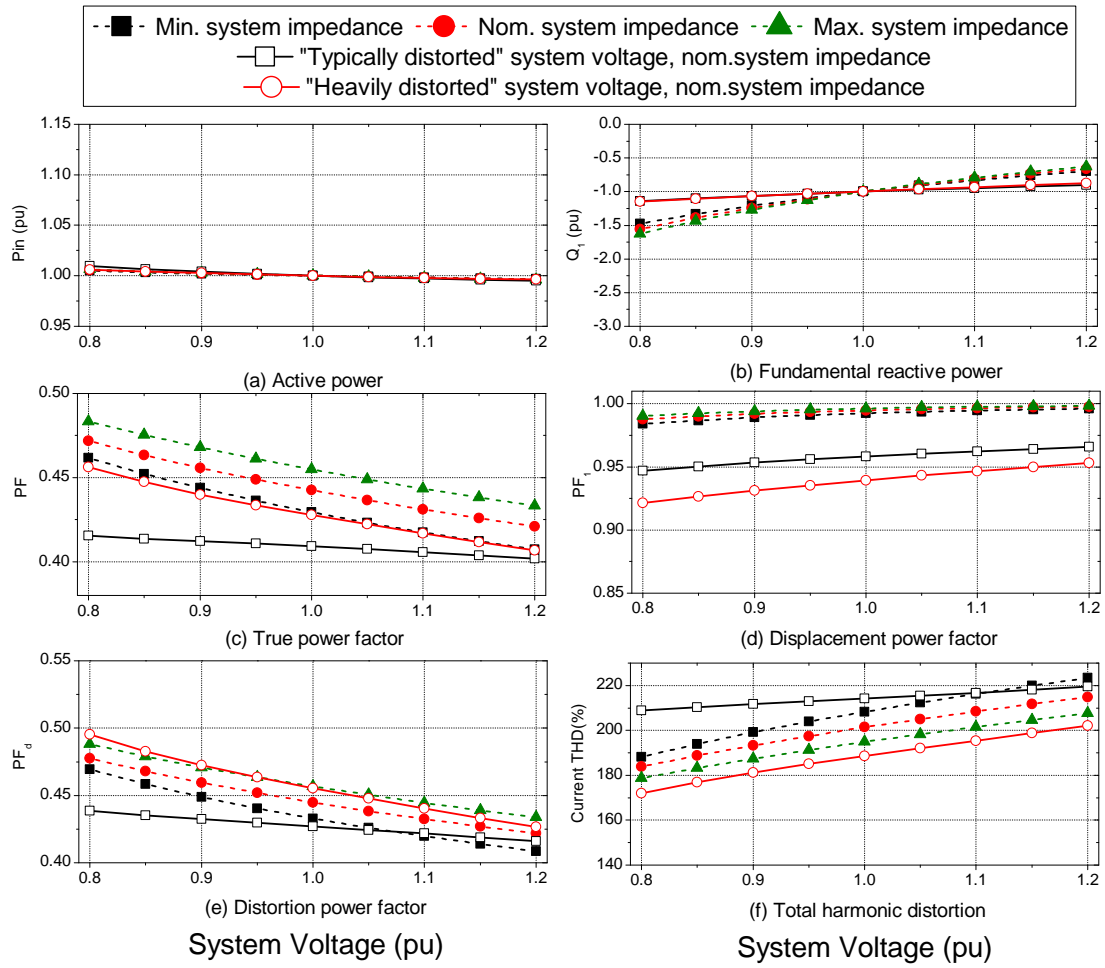 Min. system impedance Nom. system impedance Max. system impedance
"Typically distorted" system voltage, nom.system impedance
"Heavily distorted" system voltage, nom.system impedance
1.15
1.10
1.05
1.00
0.95
Pin (pu)
0.8 0.9 1.0 1.1 1.2
(a) Active power
0.0
-0.5
-1.0
-1.5
-2.0
-2.5
-3.0
Q1 (pu)
0.8 0.9 1.0 1.1 1.2
(b) Fundamental reactive power
0.50
0.45
0.40
PF
0.8 0.9 1.0 1.1 1.2
(c) True power factor
1.00
0.95
0.90
0.85
PF1
0.8 0.9 1.0 1.1 1.2
(d) Displacement power factor
0.55
0.50
0.45
0.40
PFd
0.8 0.9 1.0 1.1 1.2
(e) Distortion power factor
220
200
180
160
140
Current THD(%)
0.8 0.9 1.0 1.1 1.2
(f) Total harmonic distortion
System Voltage (pu) System Voltage (pu)